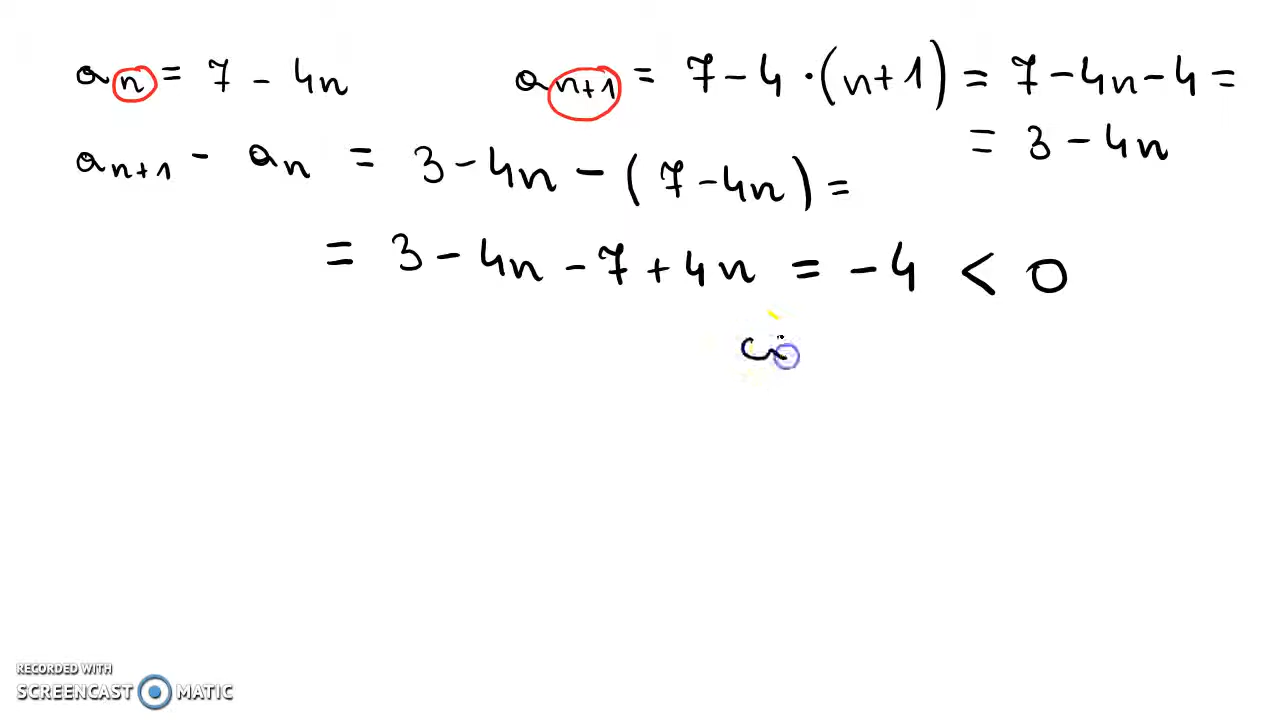 aₙ = 7 - 4n
aₙ₊₁ = 7 - 4 · (n+1) = 7 - 4n - 4 =
= 3 - 4n
aₙ₊₁ - aₙ = 3 - 4n - (7 - 4n) =
= 3 - 4n - 7 + 4n = -4 < 0
RECORDED WITH
SCREENCAST MATIC